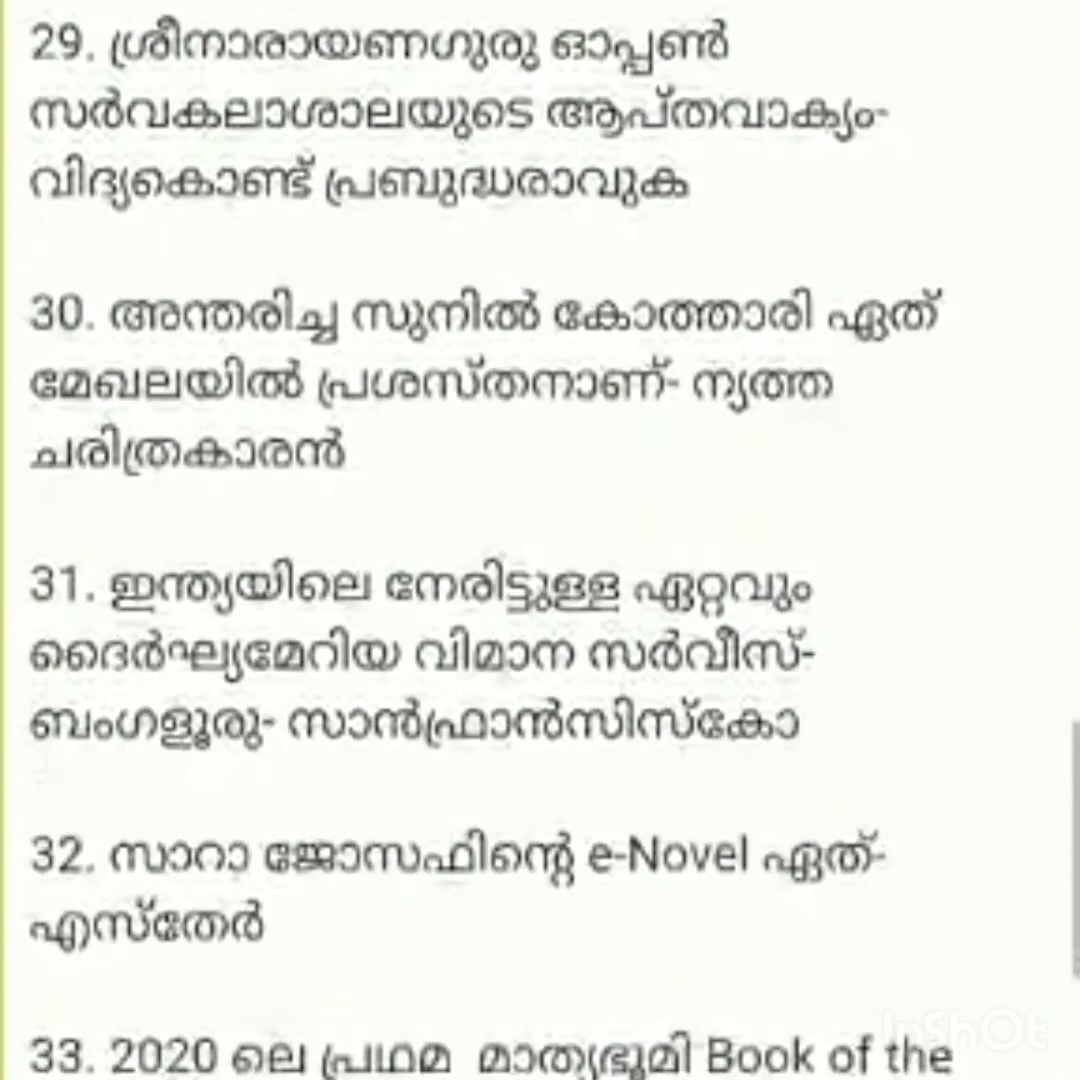 29. ശ്രീനാരായണഗുരു ഓപ്പൺ
സർവകലാശാലയുടെ ആപ്തവാക്യം-
വിദ്യകൊണ്ട് പ്രബുദ്ധരാവുക
30. അന്തരിച്ച സുനിൽ കോത്താരി ഏത്
മേഖലയിൽ പ്രശസ്തനാണ്- ന്യത്ത
ചരിത്രകാരൻ
31. ഇന്ത്യയിലെ നേരിട്ടുള്ള ഏറ്റവും
ദൈർഘ്യമേറിയ വിമാന സർവീസ്-
ബംഗളൂരു- സാൻഫ്രാൻസിസ്കോ
32. സാറാ ജോസഫിന്റെ e-Novel ഏത്-
എസ്തേർ
33. 2020 ലെ പ്രഥമ മാതൃഭൂമി Book of the
InShOt